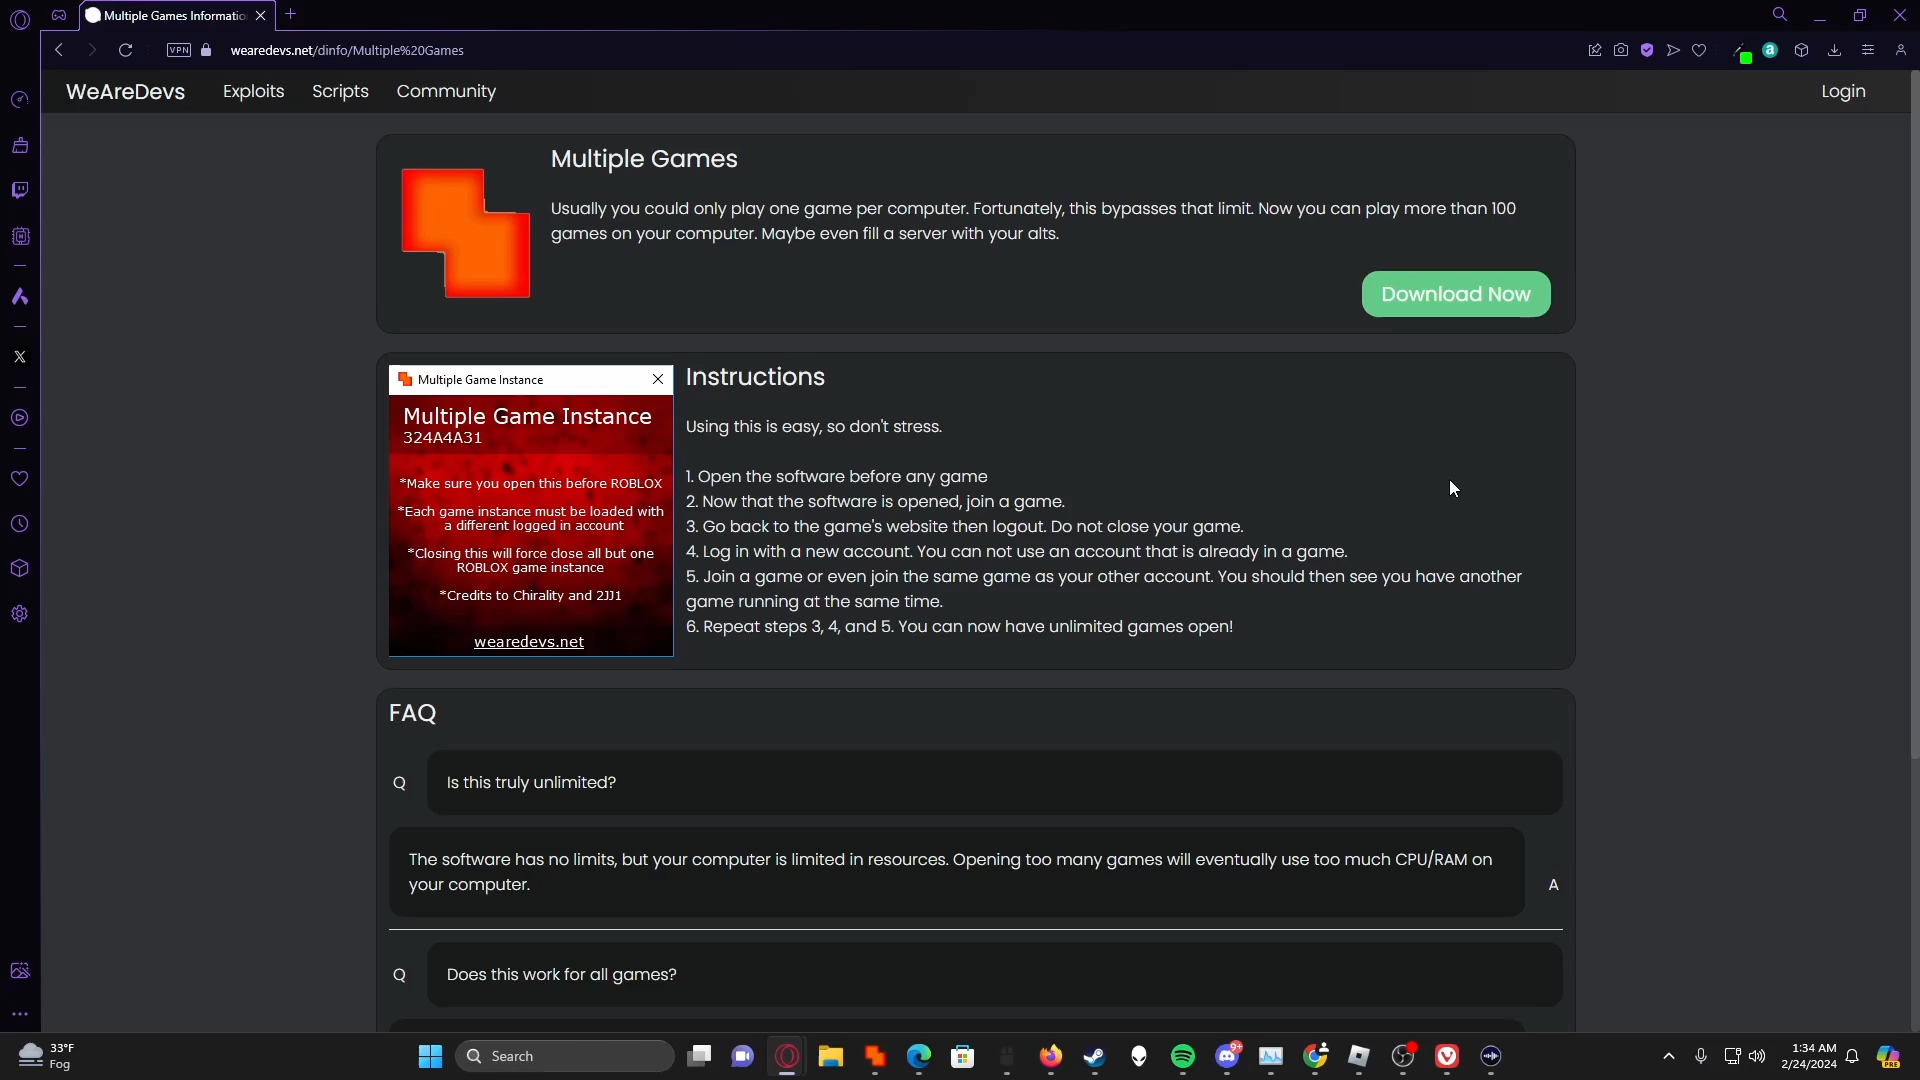 Multiple Games Informatio
VPN
wearedevs.net/dinfo/Multiple%20Games
WeAreDevs
Exploits
Scripts
Community
Login
Multiple Games
Usually you could only play one game per computer. Fortunately, this bypasses that limit. Now you can play more than 100
games on your computer. Maybe even fill a server with your alts.
Download Now
Multiple Game Instance
Multiple Game Instance
324A4A31
*Make sure you open this before ROBLOX
*Each game instance must be loaded with
a different logged in account
*Closing this will force close all but one
ROBLOX game instance
*Credits to Chirality and 2JJ1
wearedevs.net
Instructions
Using this is easy, so don't stress.
1. Open the software before any game
2. Now that the software is opened, join a game.
3. Go back to the game's website then logout. Do not close your game.
4. Log in with a new account. You can not use an account that is already in a game.
5. Join a game or even join the same game as your other account. You should then see you have another
game running at the same time.
6. Repeat steps 3, 4, and 5. You can now have unlimited games open!
FAQ
Q
Is this truly unlimited?
The software has no limits, but your computer is limited in resources. Opening too many games will eventually use too much CPU/RAM on
your computer.
A
Q
Does this work for all games?
33°F
Fog
Search
9+
1:34 AM
2/24/2024
PRE